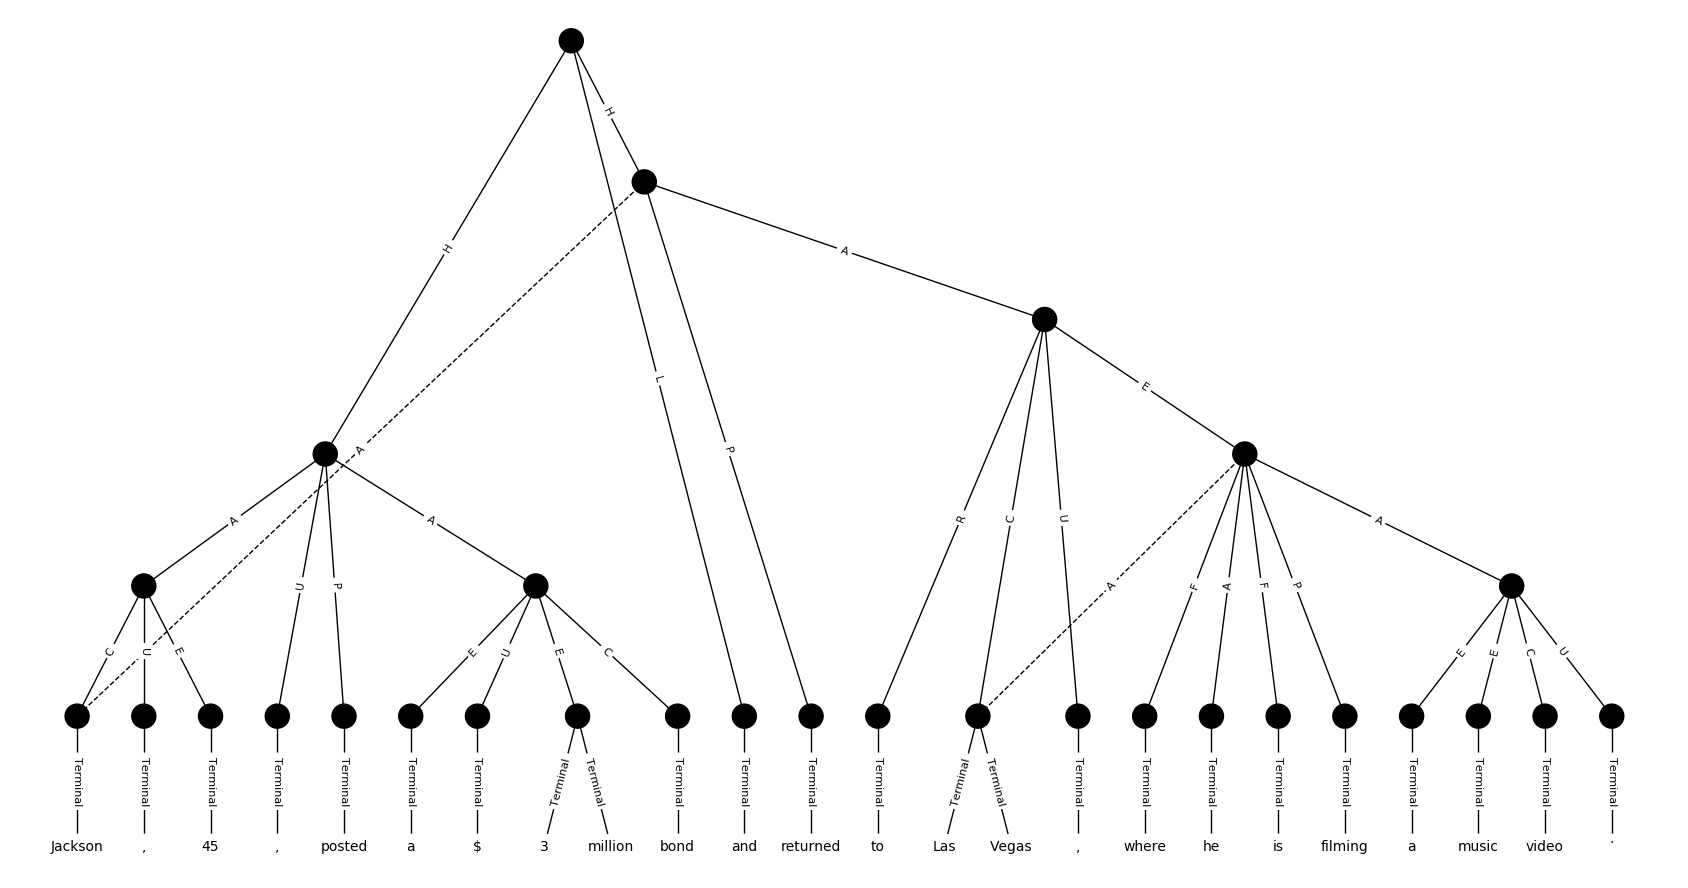 H
H
A
L
A
P
E
A
A
U
P
A
R
C
U
A
F
A
F
P
A
C
U
E
E
U
E
C
E
E
C
U
Terminal Terminal Terminal Terminal Terminal Terminal Terminal Terminal Terminal Terminal Terminal Terminal Terminal Terminal Terminal Terminal Terminal Terminal Terminal Terminal Terminal Terminal Terminal Terminal
Jackson , 45 , posted a $ 3 million bond and returned to Las Vegas , where he is filming a music video .